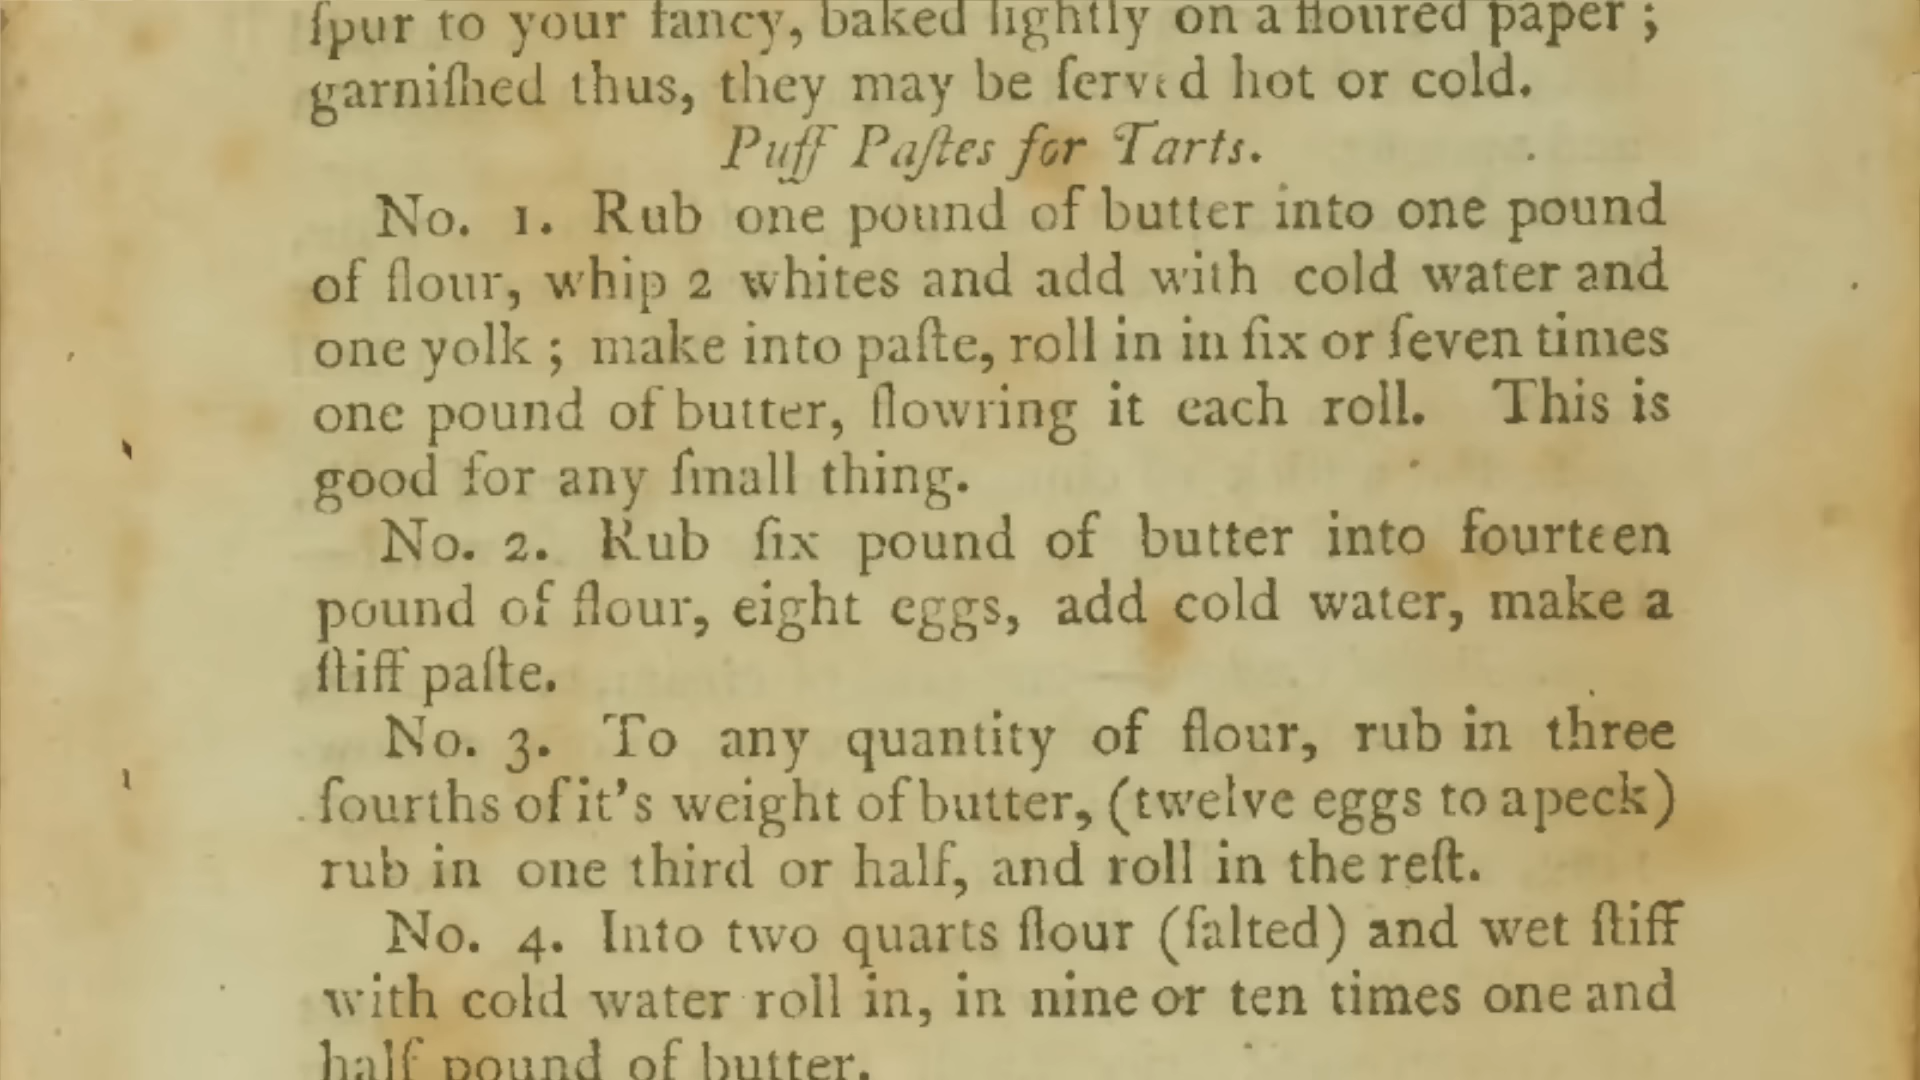 ſpur to your fancy, baked lightly on a floured paper ;
garniſhed thus, they may be ſerved hot or cold.
Puff Paſtes for Tarts.
No. 1. Rub one pound of butter into one pound
of flour, whip 2 whites and add with cold water and
one yolk ; make into paſte, roll in in ſix or ſeven times
one pound of butter, flowring it each roll. This is
good for any ſmall thing.
No. 2. Rub ſix pound of butter into fourteen
pound of flour, eight eggs, add cold water, make a
ſtiff paſte.
No. 3. To any quantity of flour, rub in three
fourths of it's weight of butter, (twelve eggs to a peck)
rub in one third or half, and roll in the reſt.
No. 4. Into two quarts flour (ſalted) and wet ſtiff
with cold water roll in, in nine or ten times one and
half pound of butter.